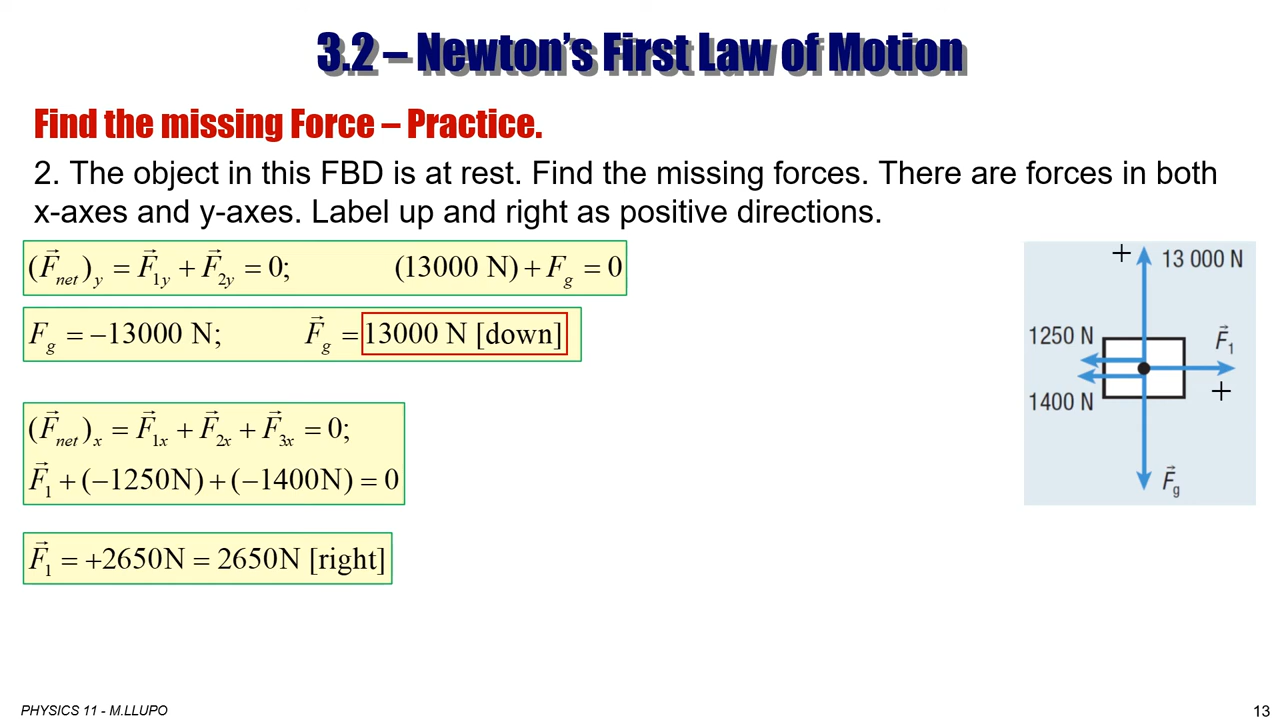 3.2 – Newton's First Law of Motion
Find the missing Force – Practice.
2. The object in this FBD is at rest. Find the missing forces. There are forces in both
x-axes and y-axes. Label up and right as positive directions.
(F⃗net)y = F⃗1y + F⃗2y = 0; (13000 N) + Fg = 0
Fg = −13000 N; F⃗g = 13000 N [down]
(F⃗net)x = F⃗1x + F⃗2x + F⃗3x = 0;
F⃗1 + (−1250N) + (−1400N) = 0
F⃗1 = +2650N = 2650N [right]
+ 13 000 N
1250 N
F⃗1
+
1400 N
F⃗g
PHYSICS 11 - M.LLUPO
13